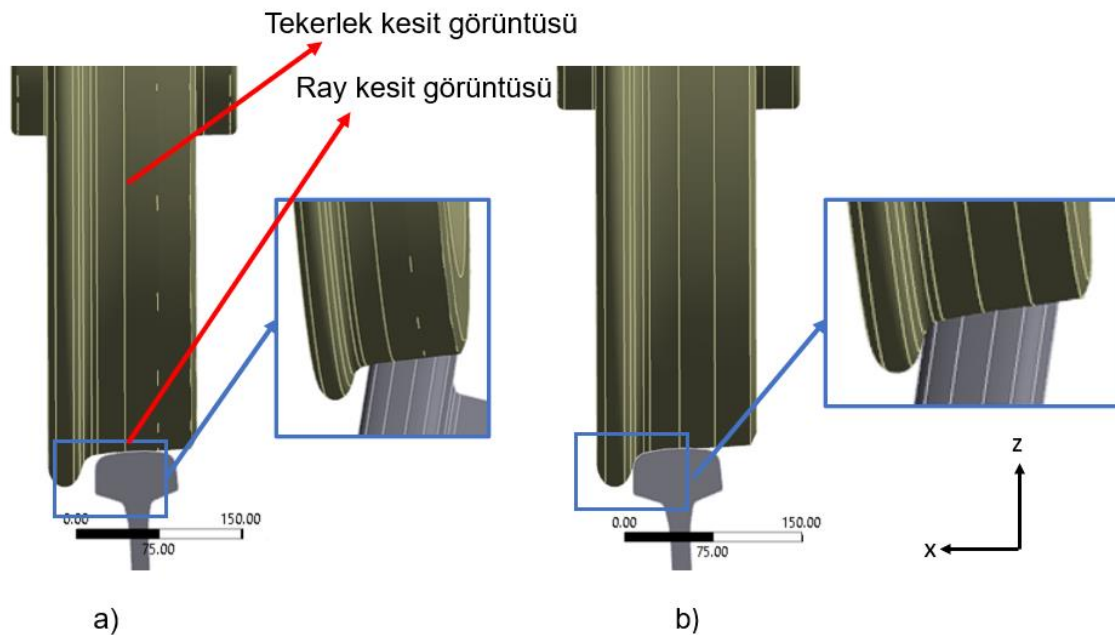 Tekerlek kesit görüntüsü
Ray kesit görüntüsü
0.00
150.00
75.00
0.00
150.00
75.00
z
x
a)
b)